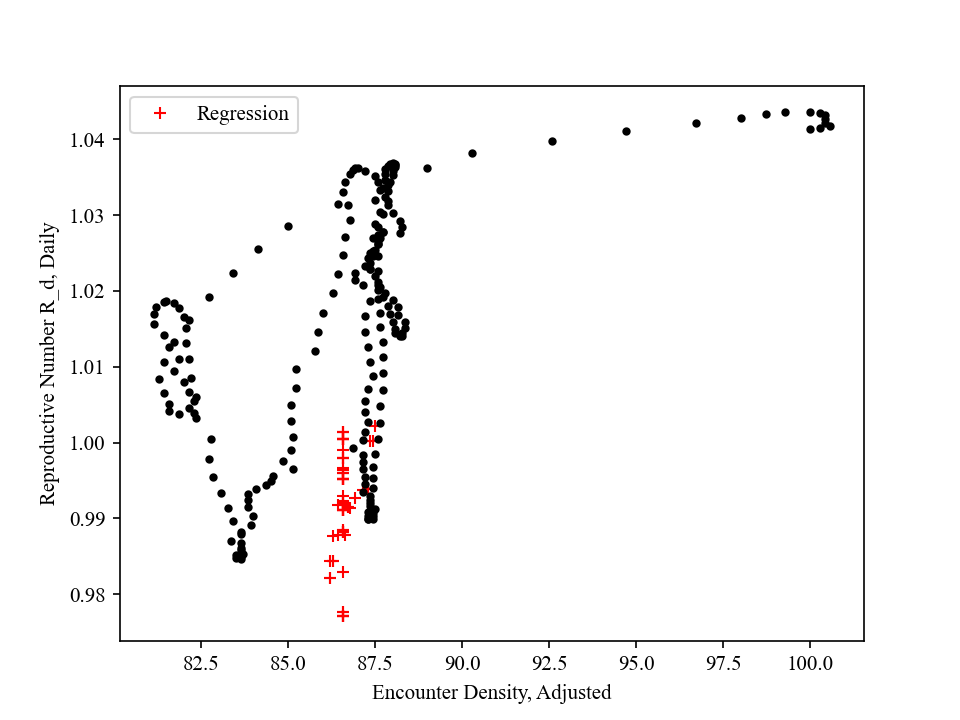 Regression
1.04
1.03
1.02
1.01
1.00
0.99
0.98
Reproductive Number R_d, Daily
82.5 85.0 87.5 90.0 92.5 95.0 97.5 100.0
Encounter Density, Adjusted